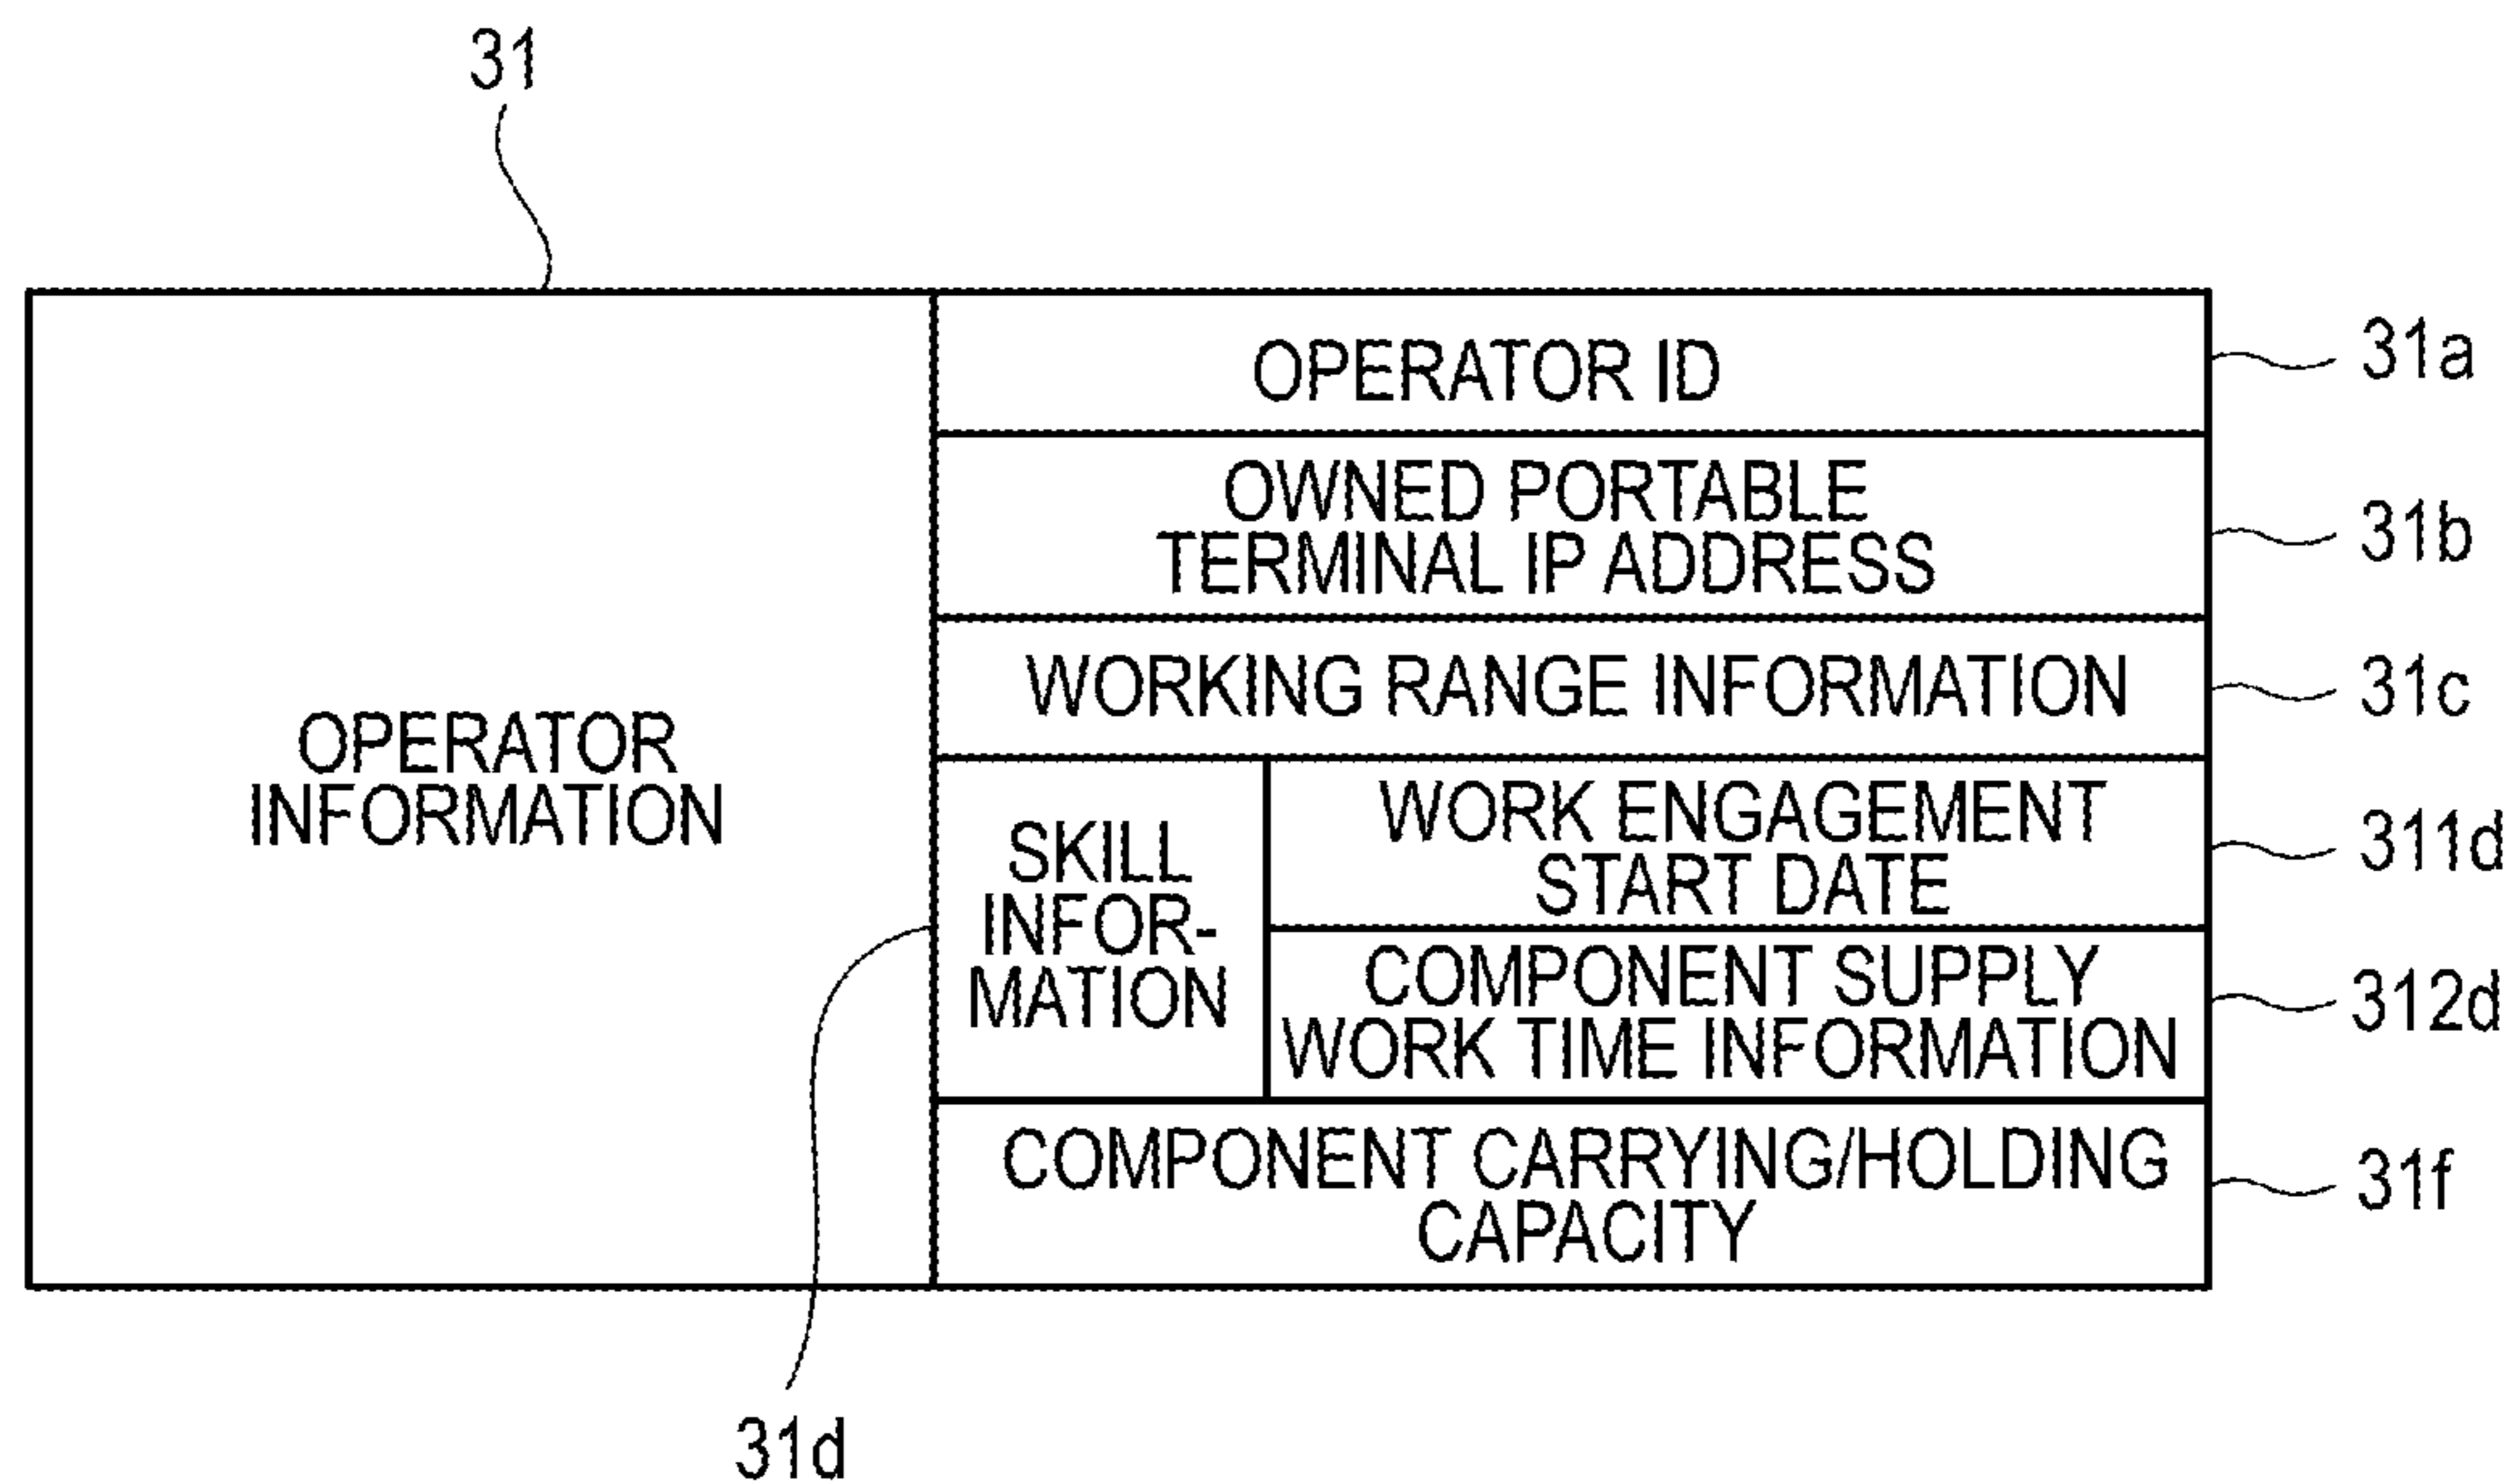 31
OPERATOR
INFORMATION
OPERATOR ID
31a
OWNED PORTABLE
TERMINAL IP ADDRESS
31b
WORKING RANGE INFORMATION
31c
SKILL
INFOR-
MATION
WORK ENGAGEMENT
START DATE
311d
COMPONENT SUPPLY
WORK TIME INFORMATION
312d
COMPONENT CARRYING/HOLDING
CAPACITY
31f
31d